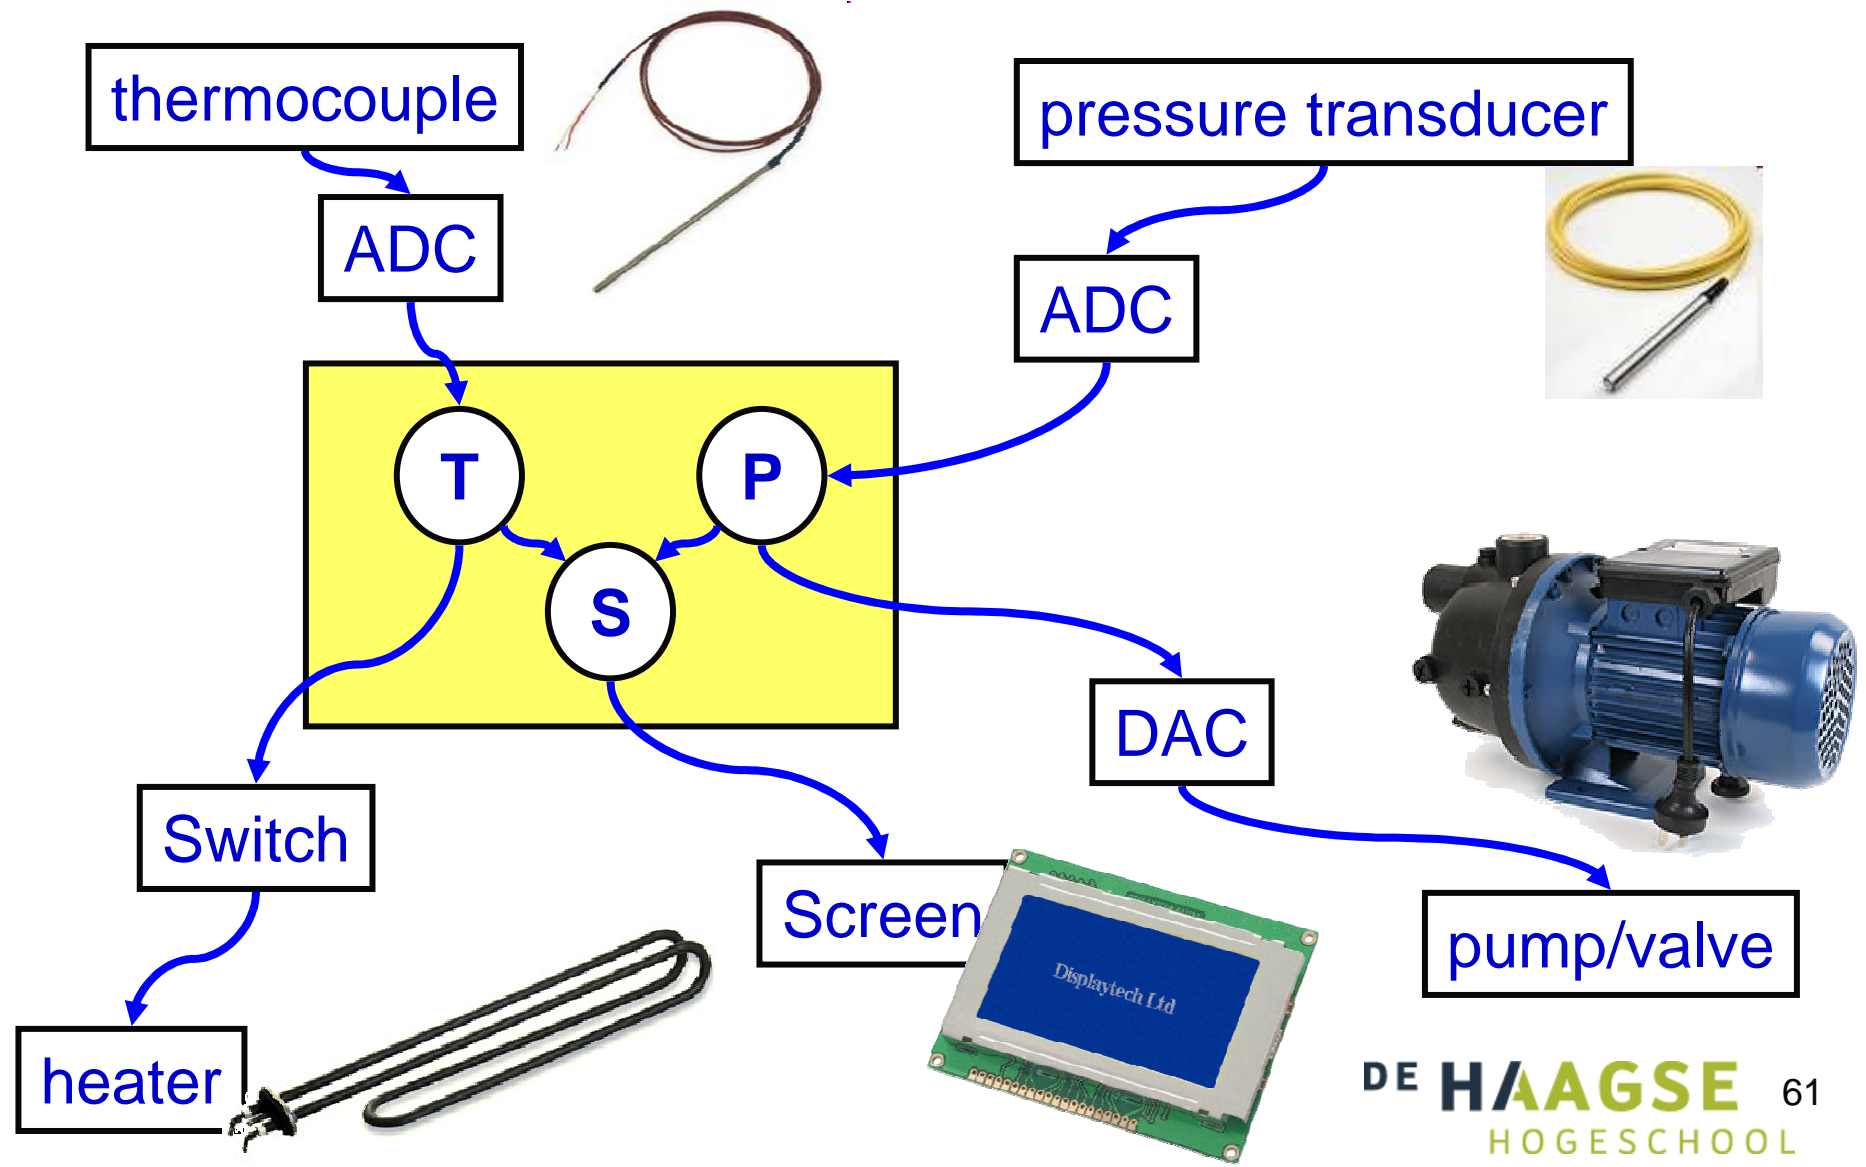 thermocouple
pressure transducer
ADC
ADC
T
P
S
DAC
Switch
Screen
pump/valve
Displaytech Ltd
heater
DE HAAGSE
HOGESCHOOL
61